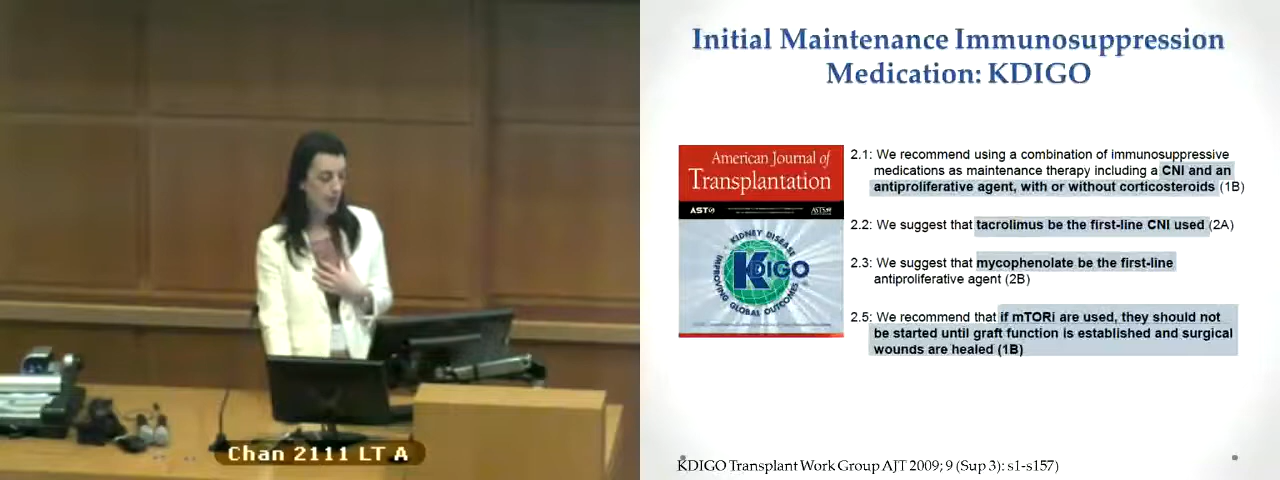 Initial Maintenance Immunosuppression
Medication: KDIGO
American Journal of
Transplantation
AST
ASTS
KIDNEY DISEASE
KDIGO
IMPROVING GLOBAL OUTCOMES
2.1: We recommend using a combination of immunosuppressive
medications as maintenance therapy including a CNI and an
antiproliferative agent, with or without corticosteroids (1B)
2.2: We suggest that tacrolimus be the first-line CNI used (2A)
2.3: We suggest that mycophenolate be the first-line
antiproliferative agent (2B)
2.5: We recommend that if mTORi are used, they should not
be started until graft function is established and surgical
wounds are healed (1B)
KDIGO Transplant Work Group AJT 2009; 9 (Sup 3): s1-s157)
Chan 2111 LT A